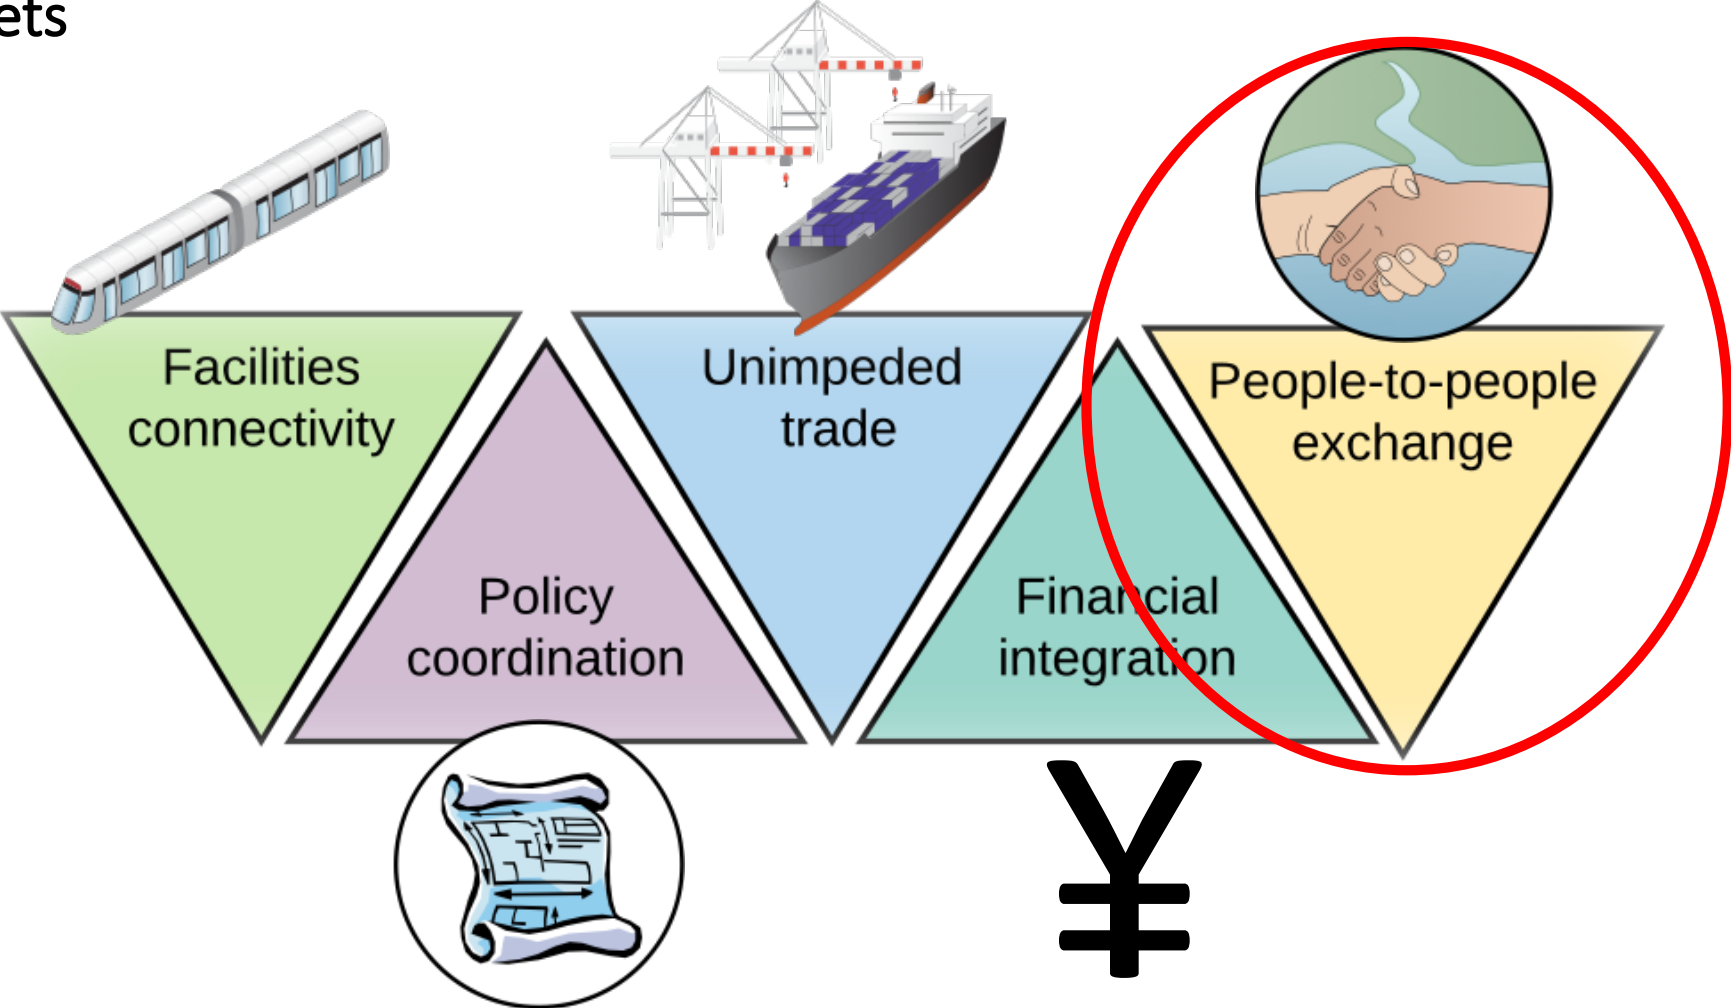 ets
Facilities
connectivity
Unimpeded
trade
People-to-people
exchange
Policy
coordination
Financial
integration
¥